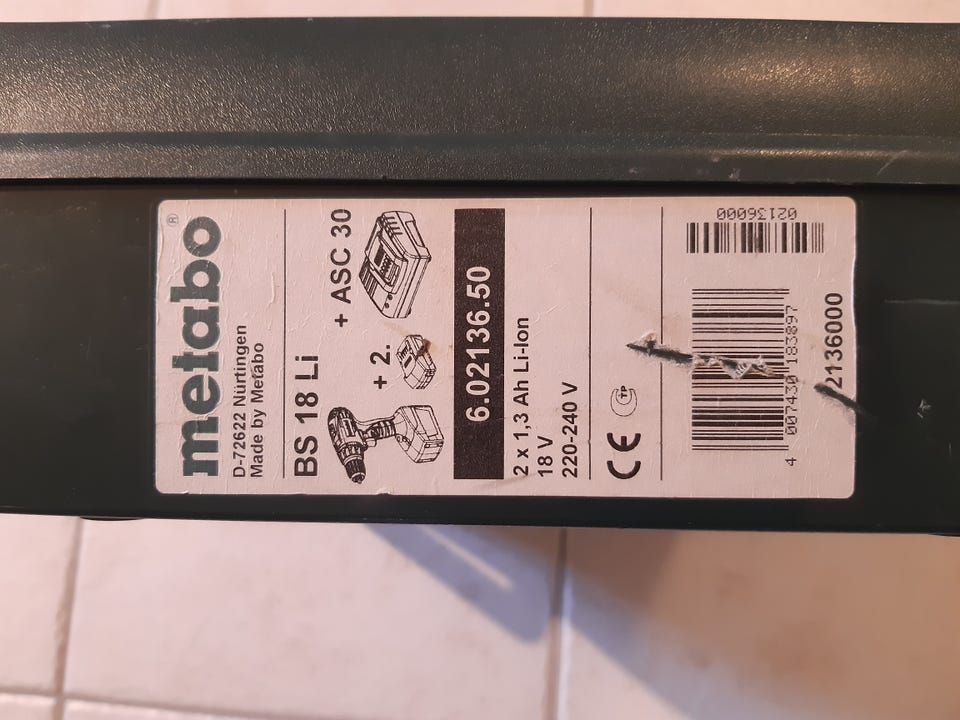 metabo®
D-72622 Nürtingen
Made by Metabo
BS 18 Li
+ 2.
+ ASC 30
6.02136.50
2 x 1,3 Ah Li-Ion
18 V
220-240 V
CE
02136000
4 007430 183897
2136000